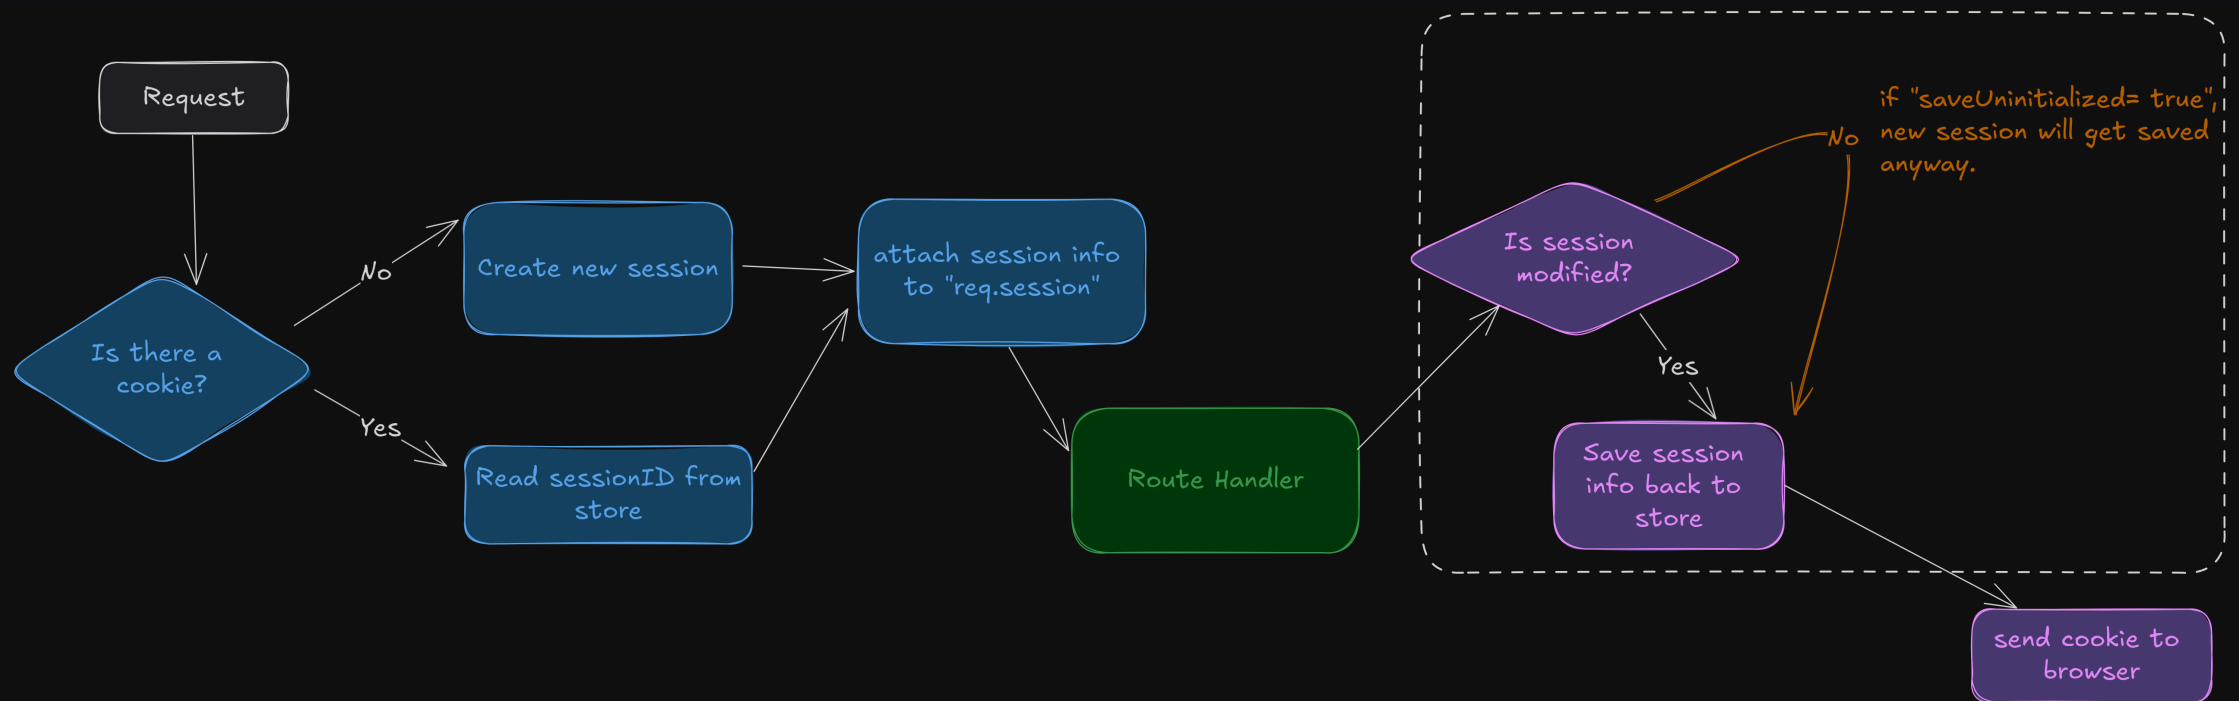 Request
Is there a
cookie?
No
Yes
Create new session
Read sessionID from
store
attach session info
to "req.session"
Route Handler
Is session
modified?
No
if "saveUninitialized= true",
new session will get saved
anyway.
Yes
Save session
info back to
store
send cookie to
browser